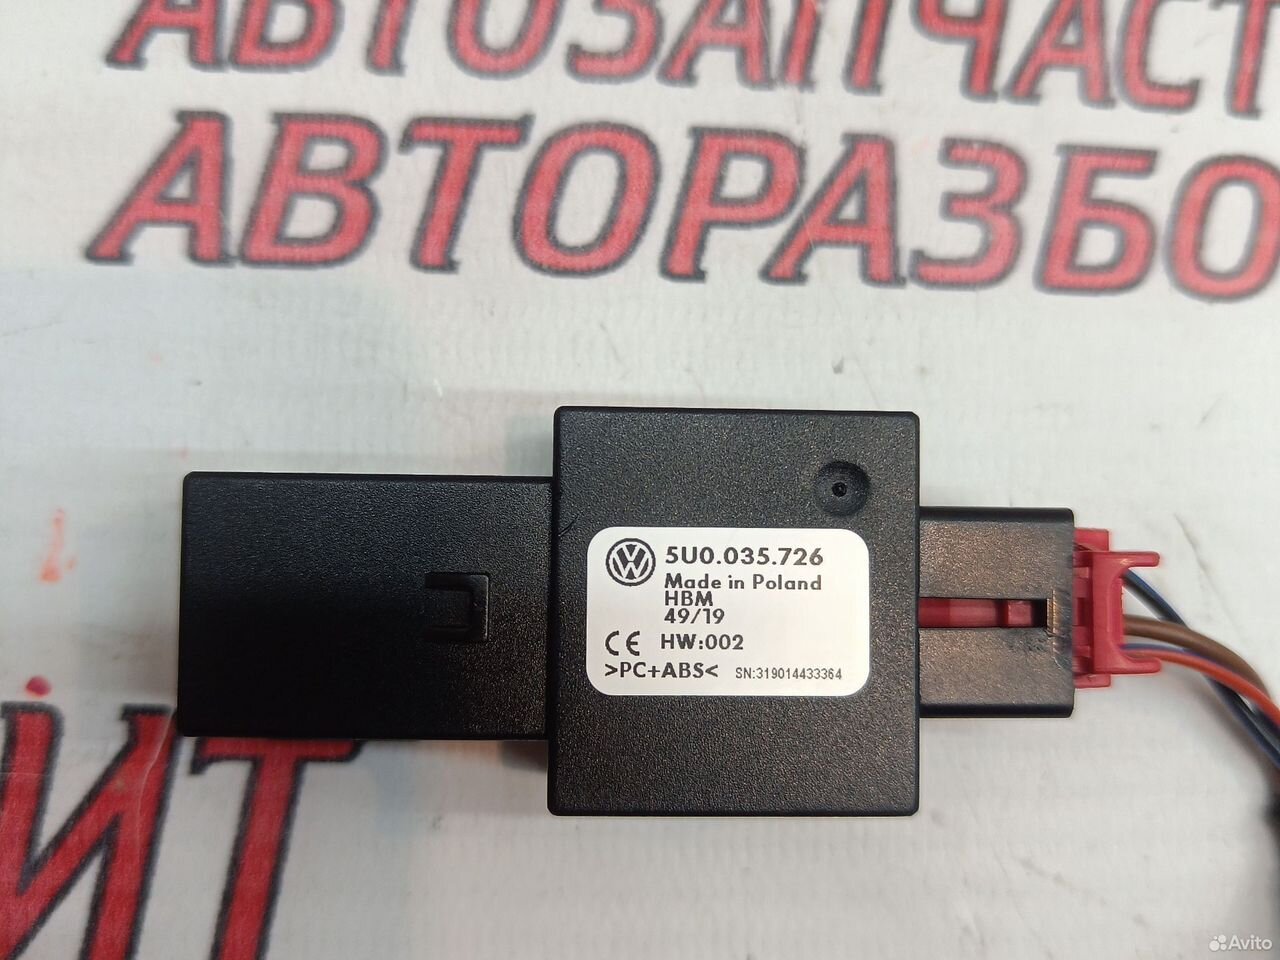 АВТОЗАПЧАСТ
АВТОРАЗБО
5U0.035.726
Made in Poland
HBM
49/19
CE HW:002
>PC+ABS< SN:319014433364
ЙТ
Avito